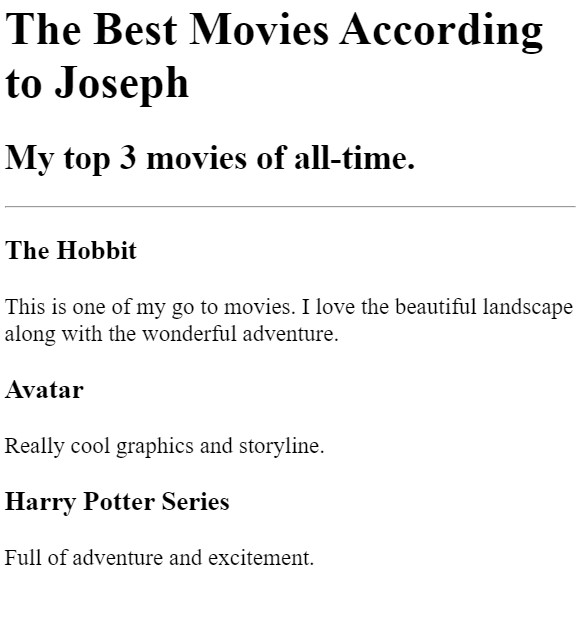 The Best Movies According
to Joseph
My top 3 movies of all-time.
The Hobbit
This is one of my go to movies. I love the beautiful landscape
along with the wonderful adventure.
Avatar
Really cool graphics and storyline.
Harry Potter Series
Full of adventure and excitement.